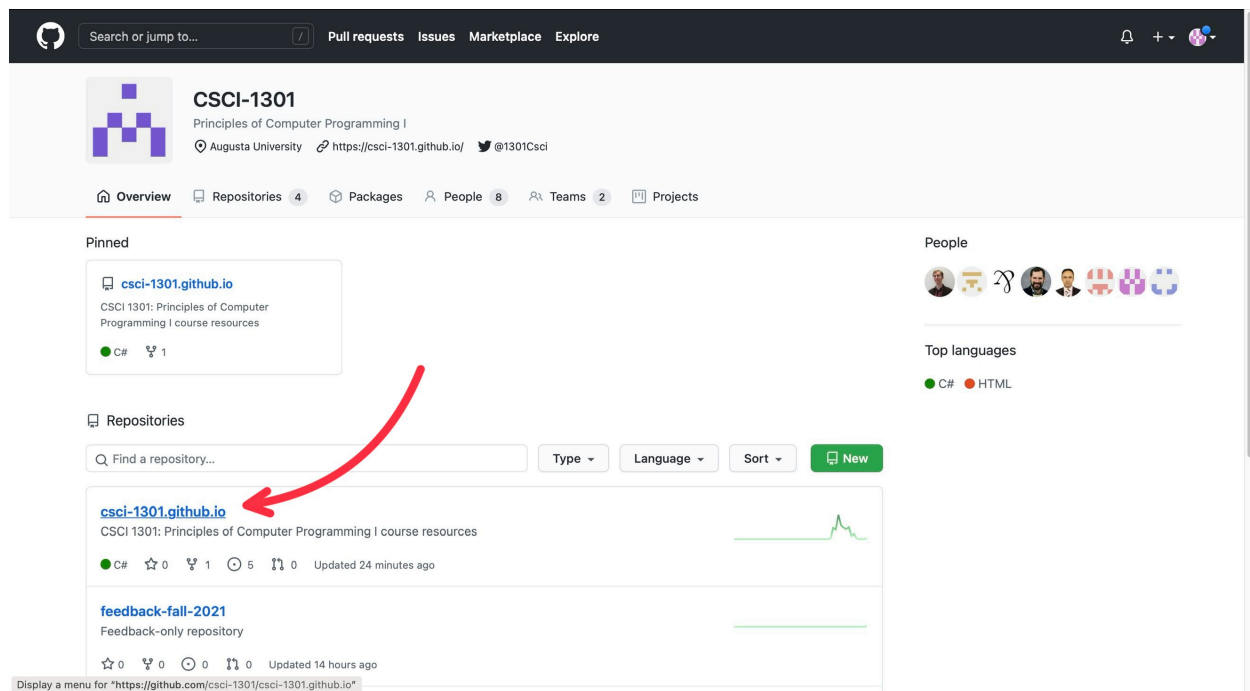 Search or jump to... / Pull requests Issues Marketplace Explore
CSCI-1301
Principles of Computer Programming I
Augusta University https://csci-1301.github.io/ @1301Csci
Overview Repositories 4 Packages People 8 Teams 2 Projects
Pinned
csci-1301.github.io
CSCI 1301: Principles of Computer
Programming I course resources
C# 1
People
Top languages
C# HTML
Repositories
Find a repository... Type Language Sort New
csci-1301.github.io
CSCI 1301: Principles of Computer Programming I course resources
C# 0 1 5 0 Updated 24 minutes ago
feedback-fall-2021
Feedback-only repository
0 0 0 0 Updated 14 hours ago
Display a menu for "https://github.com/csci-1301/csci-1301.github.io"